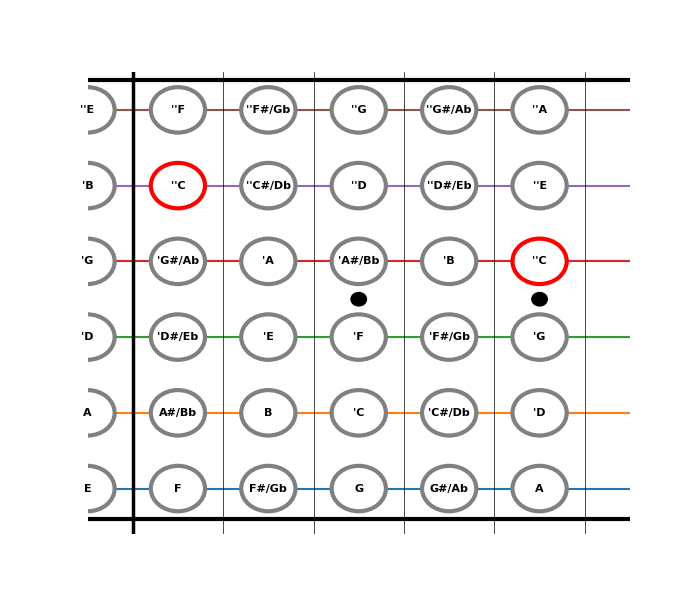 ''E ''F ''F#/Gb ''G ''G#/Ab ''A
'B ''C ''C#/Db ''D ''D#/Eb ''E
'G 'G#/Ab 'A 'A#/Bb 'B ''C
'D 'D#/Eb 'E 'F 'F#/Gb 'G
A A#/Bb B 'C 'C#/Db 'D
E F F#/Gb G G#/Ab A